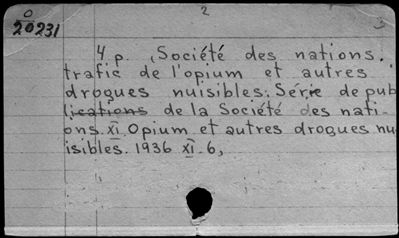 O 2 3
20231
4 p. (Société des nations.
trafic de l'opium et autres
drogues nuisibles. Série de pub
lications de la Société des nati-
ons. XI. Opium et autres drogues nu
isibles. 1936 XI. 6,